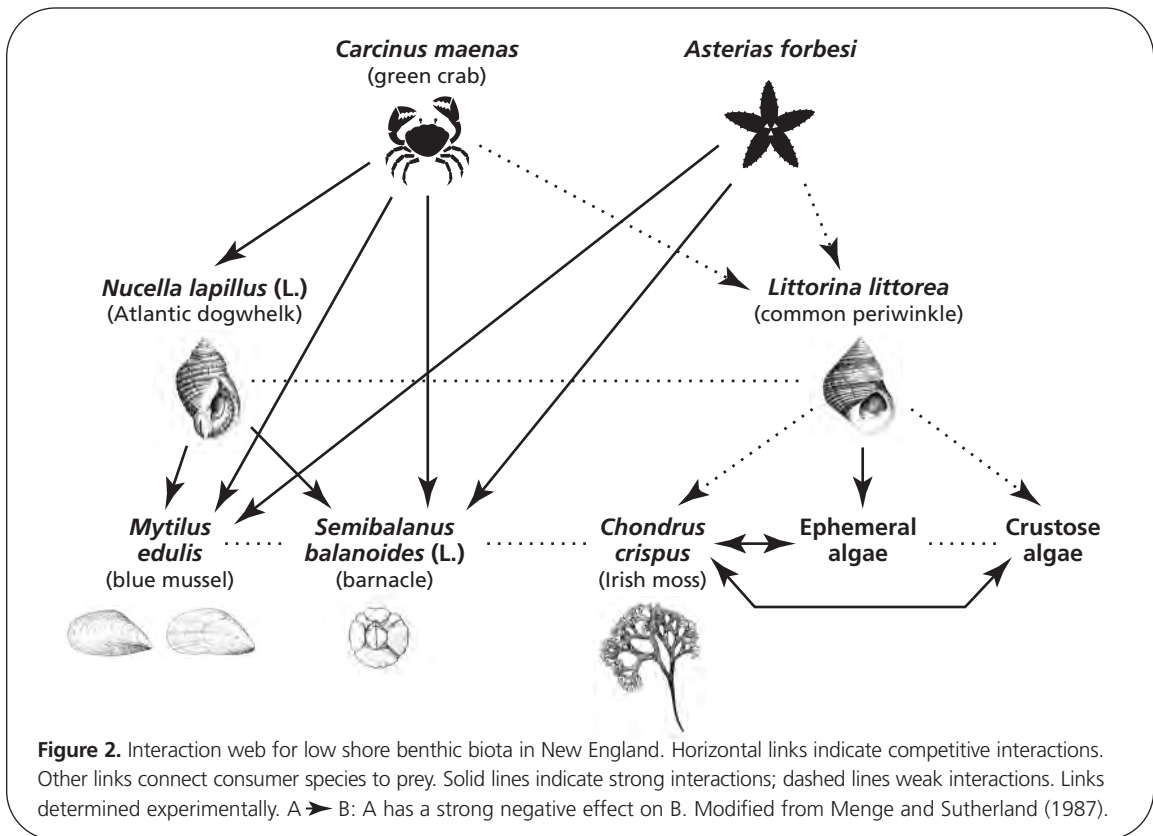 Carcinus maenas
(green crab)
Asterias forbesi
Nucella lapillus (L.)
(Atlantic dogwhelk)
Littorina littorea
(common periwinkle)
Mytilus
edulis
(blue mussel)
Semibalanus
balanoides (L.)
(barnacle)
Chondrus
crispus
(Irish moss)
Ephemeral
algae
Crustose
algae
Figure 2. Interaction web for low shore benthic biota in New England. Horizontal links indicate competitive interactions.
Other links connect consumer species to prey. Solid lines indicate strong interactions; dashed lines weak interactions. Links
determined experimentally. A ➤ B: A has a strong negative effect on B. Modified from Menge and Sutherland (1987).